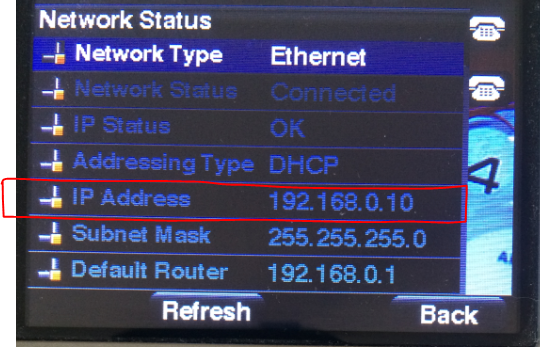 Network Status
Network Type Ethernet
Network Status Connected
IP Status OK
Addressing Type DHCP
IP Address 192.168.0.10
Subnet Mask 255.255.255.0
Default Router 192.168.0.1
4
Refresh Back